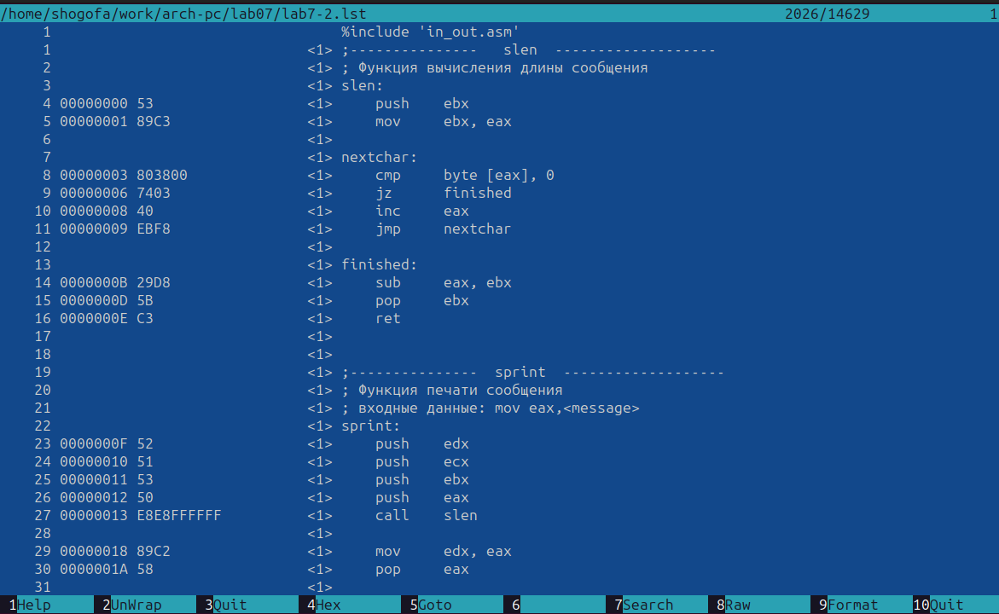 /home/shogofa/work/arch-pc/lab07/lab7-2.lst 2026/14629 1
1 %include 'in_out.asm'
1 <1> ;--------------- slen -------------------
2 <1> ; Функция вычисления длины сообщения
3 <1> slen:
4 00000000 53 <1> push ebx
5 00000001 89C3 <1> mov ebx, eax
6 <1>
7 <1> nextchar:
8 00000003 803800 <1> cmp byte [eax], 0
9 00000006 7403 <1> jz finished
10 00000008 40 <1> inc eax
11 00000009 EBF8 <1> jmp nextchar
12 <1>
13 <1> finished:
14 0000000B 29D8 <1> sub eax, ebx
15 0000000D 5B <1> pop ebx
16 0000000E C3 <1> ret
17 <1>
18 <1>
19 <1> ;--------------- sprint -------------------
20 <1> ; Функция печати сообщения
21 <1> ; входные данные: mov eax,<message>
22 <1> sprint:
23 0000000F 52 <1> push edx
24 00000010 51 <1> push ecx
25 00000011 53 <1> push ebx
26 00000012 50 <1> push eax
27 00000013 E8E8FFFFFF <1> call slen
28 <1>
29 00000018 89C2 <1> mov edx, eax
30 0000001A 58 <1> pop eax
31 <1>
1Help 2UnWrap 3Quit 4Hex 5Goto 6 7Search 8Raw 9Format 10Quit